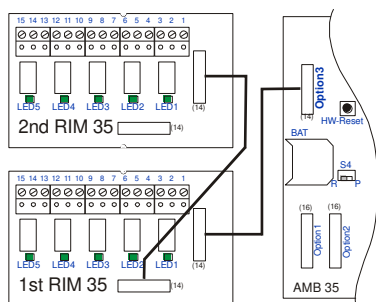 15 14 13 12 11 10 9 8 7 6 5 4 3 2 1
LED5 LED4 LED3 LED2 LED1
(14)
2nd RIM 35
(14)
15 14 13 12 11 10 9 8 7 6 5 4 3 2 1
LED5 LED4 LED3 LED2 LED1
(14)
1st RIM 35
(14)
Option3
(14)
HW-Reset
BAT
S4
R P
(16) (16)
Option1
Option2
AMB 35